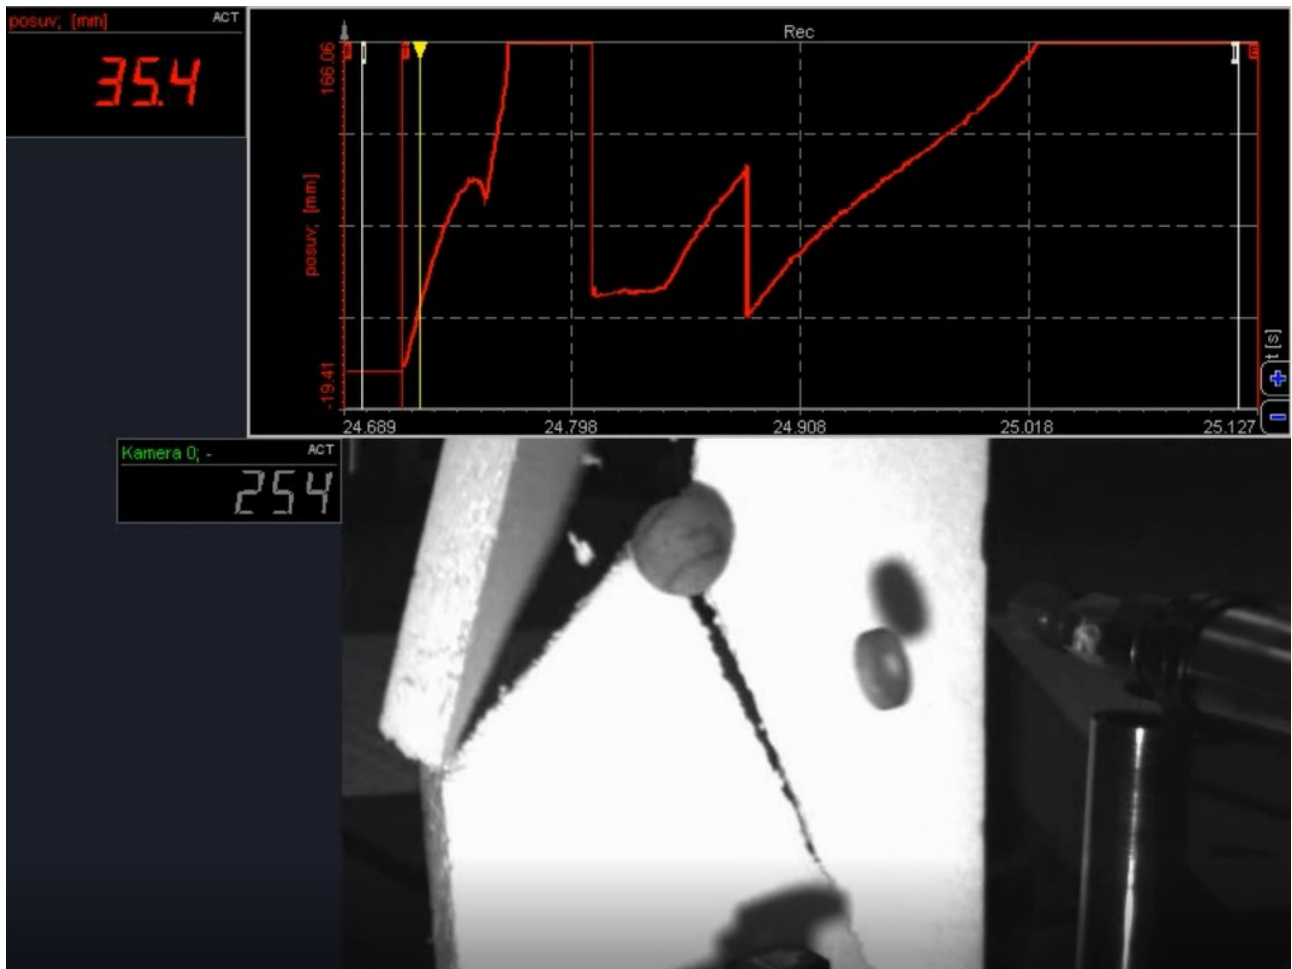 posuv; [mm] ACT
35.4
Rec
166.06
posuv; [mm]
-19.41
t [s]
24.689 24.798 24.908 25.018 25.127
Kamera 0; - ACT
254